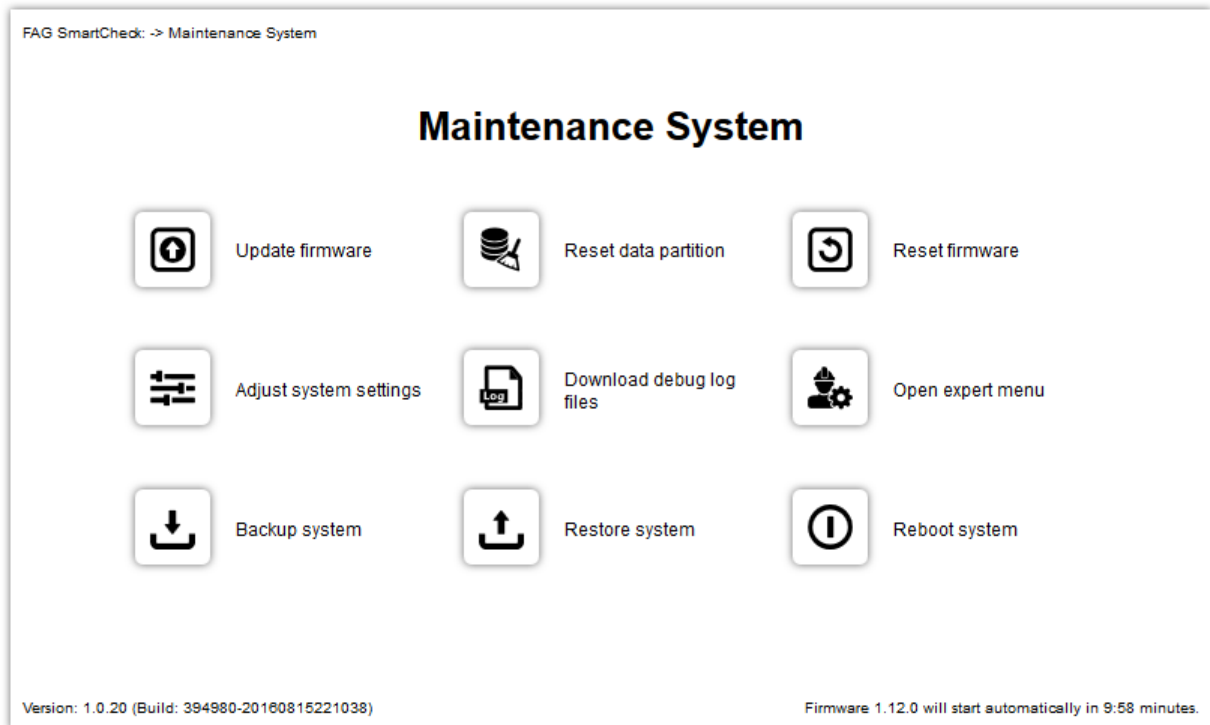 FAG SmartCheck: -> Maintenance System
Maintenance System
Update firmware
Reset data partition
Reset firmware
Adjust system settings
Download debug log
files
Log
Open expert menu
Backup system
Restore system
Reboot system
Version: 1.0.20 (Build: 394980-20160815221038)
Firmware 1.12.0 will start automatically in 9:58 minutes.